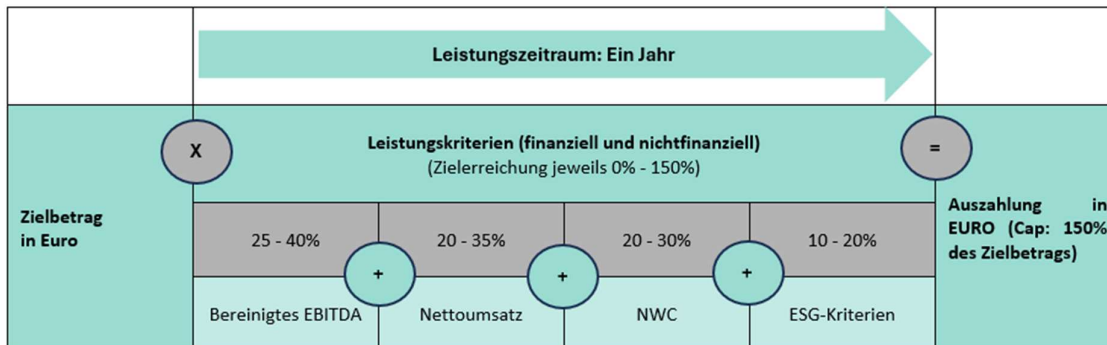 Leistungszeitraum: Ein Jahr
X
Leistungskriterien (finanziell und nichtfinanziell)
(Zielerreichung jeweils 0% - 150%)
=
Zielbetrag
in Euro
25 - 40%
20 - 35%
20 - 30%
10 - 20%
+
+
+
Bereinigtes EBITDA
Nettoumsatz
NWC
ESG-Kriterien
Auszahlung in
EURO (Cap: 150%
des Zielbetrags)